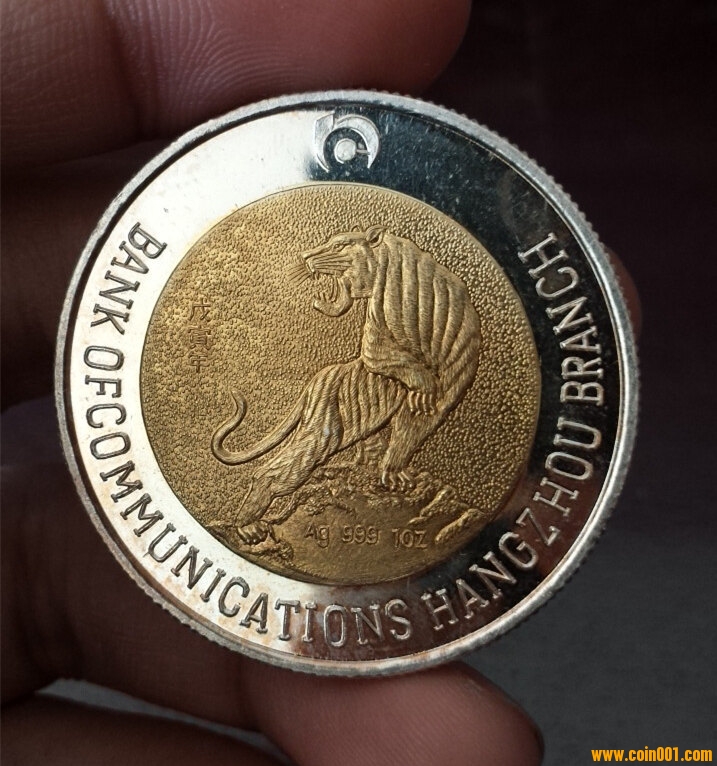 BANK OFCOMMUNICATIONS HANGZHOU BRANCH
戊寅年
Ag 999 1oz
www.coin001.com